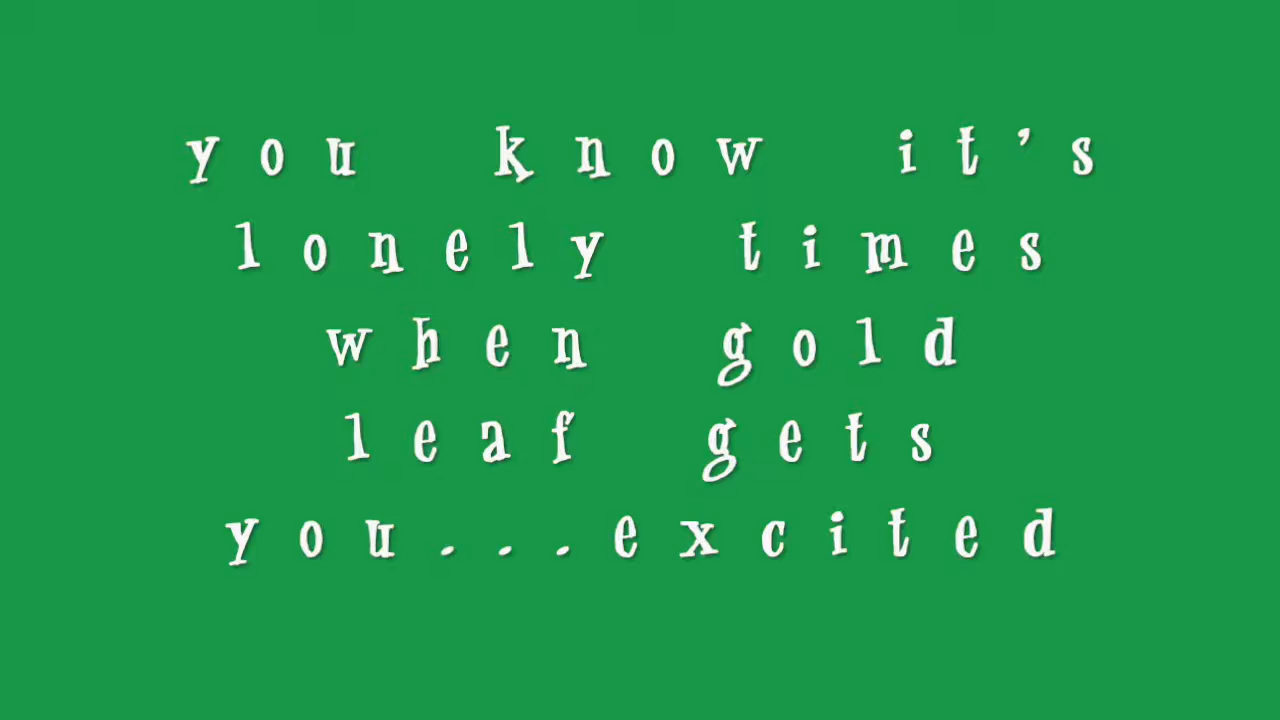 you know it’s
lonely times
when gold
leaf gets
you...excited